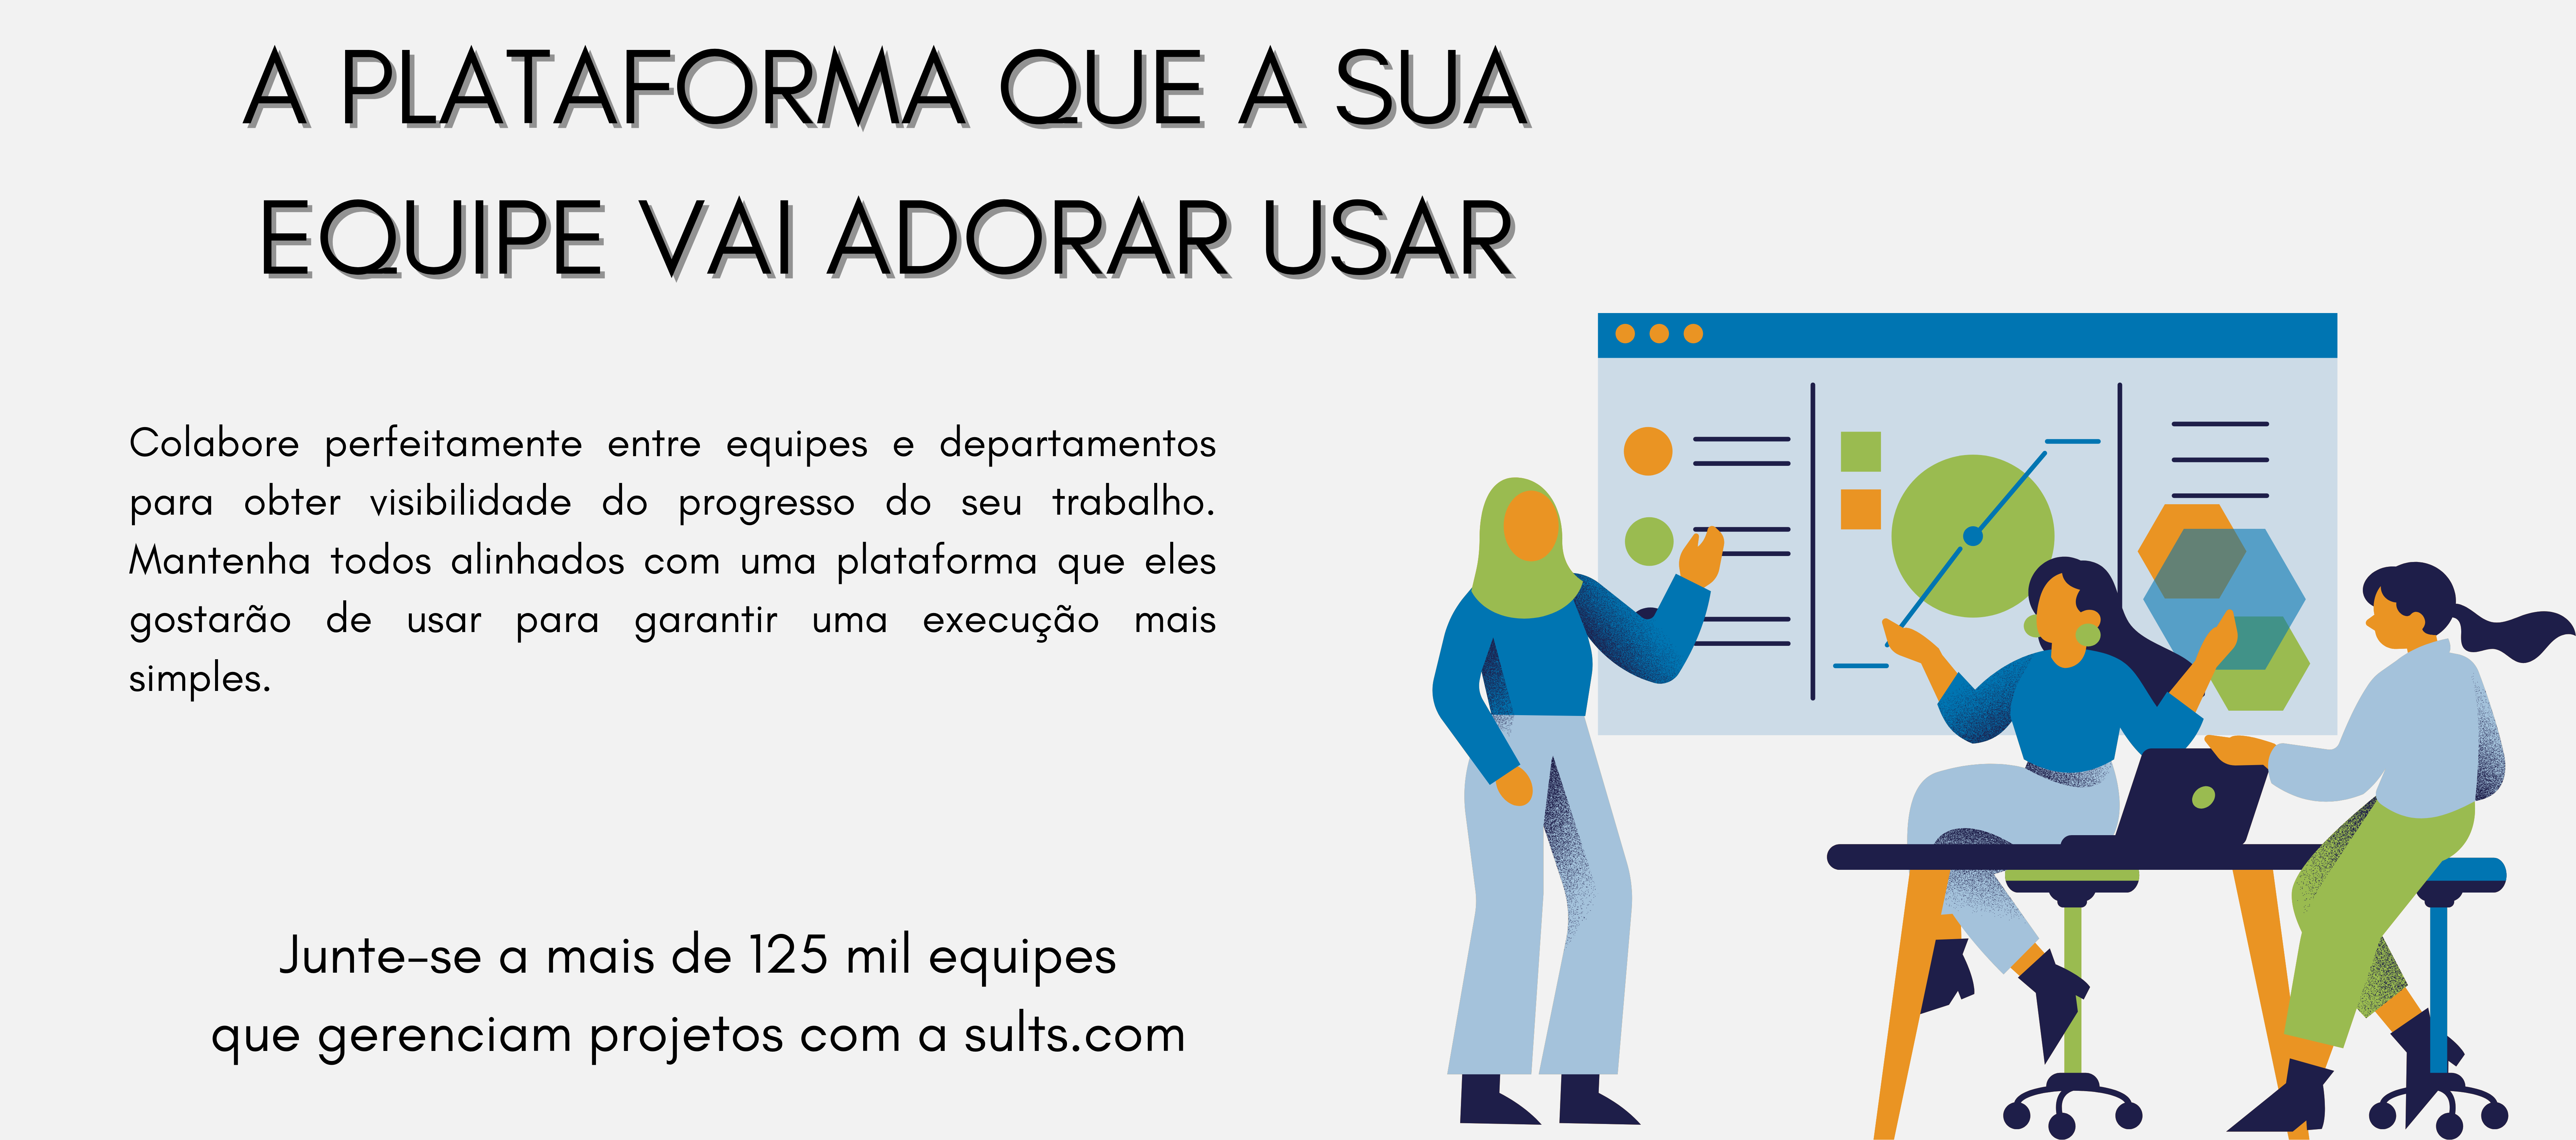 A PLATAFORMA QUE A SUA
EQUIPE VAI ADORAR USAR
Colabore perfeitamente entre equipes e departamentos
para obter visibilidade do progresso do seu trabalho.
Mantenha todos alinhados com uma plataforma que eles
gostarão de usar para garantir uma execução mais
simples.
Junte-se a mais de 125 mil equipes
que gerenciam projetos com a sults.com